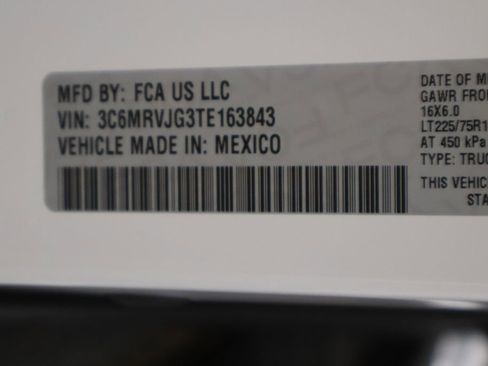 MFD BY: FCA US LLC
VIN: 3C6MRVJG3TE163843
VEHICLE MADE IN: MEXICO
DATE OF M
GAWR FRO
16X6.0
LT225/75R1
AT 450 kPa
TYPE: TRUC
THIS VEHIC
STA